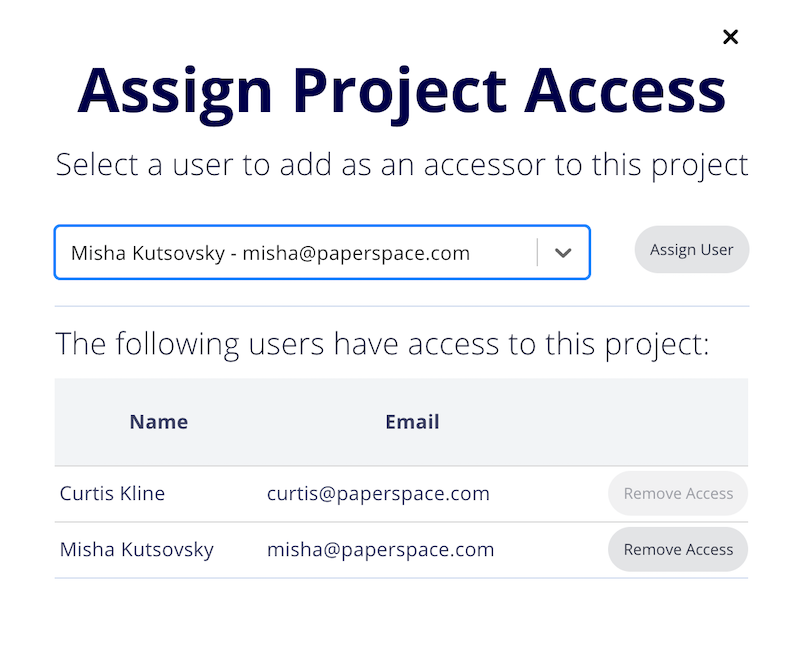 Assign Project Access
Select a user to add as an accessor to this project
Misha Kutsovsky - misha@paperspace.com
Assign User
The following users have access to this project:
Name Email
Curtis Kline curtis@paperspace.com Remove Access
Misha Kutsovsky misha@paperspace.com Remove Access